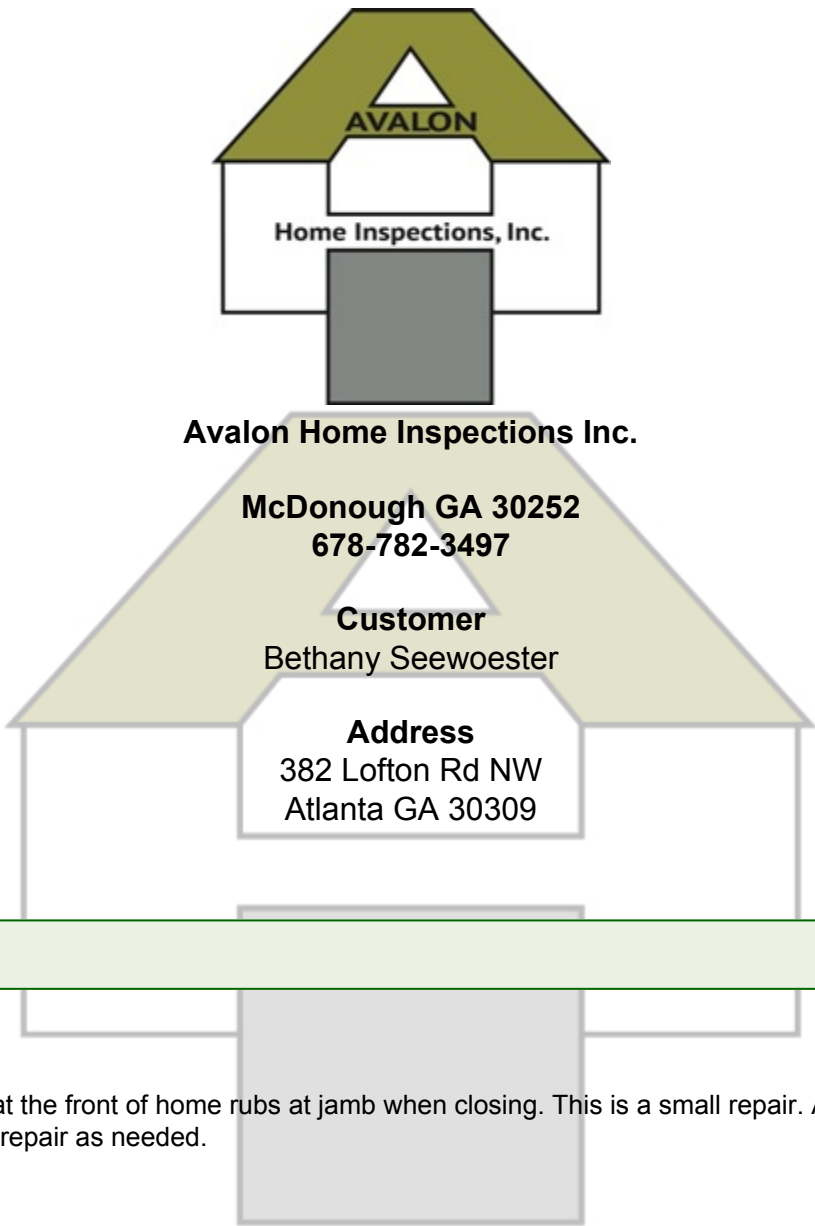 AVALON
Home Inspections, Inc.
Avalon Home Inspections Inc.
McDonough GA 30252
678-782-3497
Customer
Bethany Seewoester
Address
382 Lofton Rd NW
Atlanta GA 30309
at the front of home rubs at jamb when closing. This is a small repair.
repair as needed.